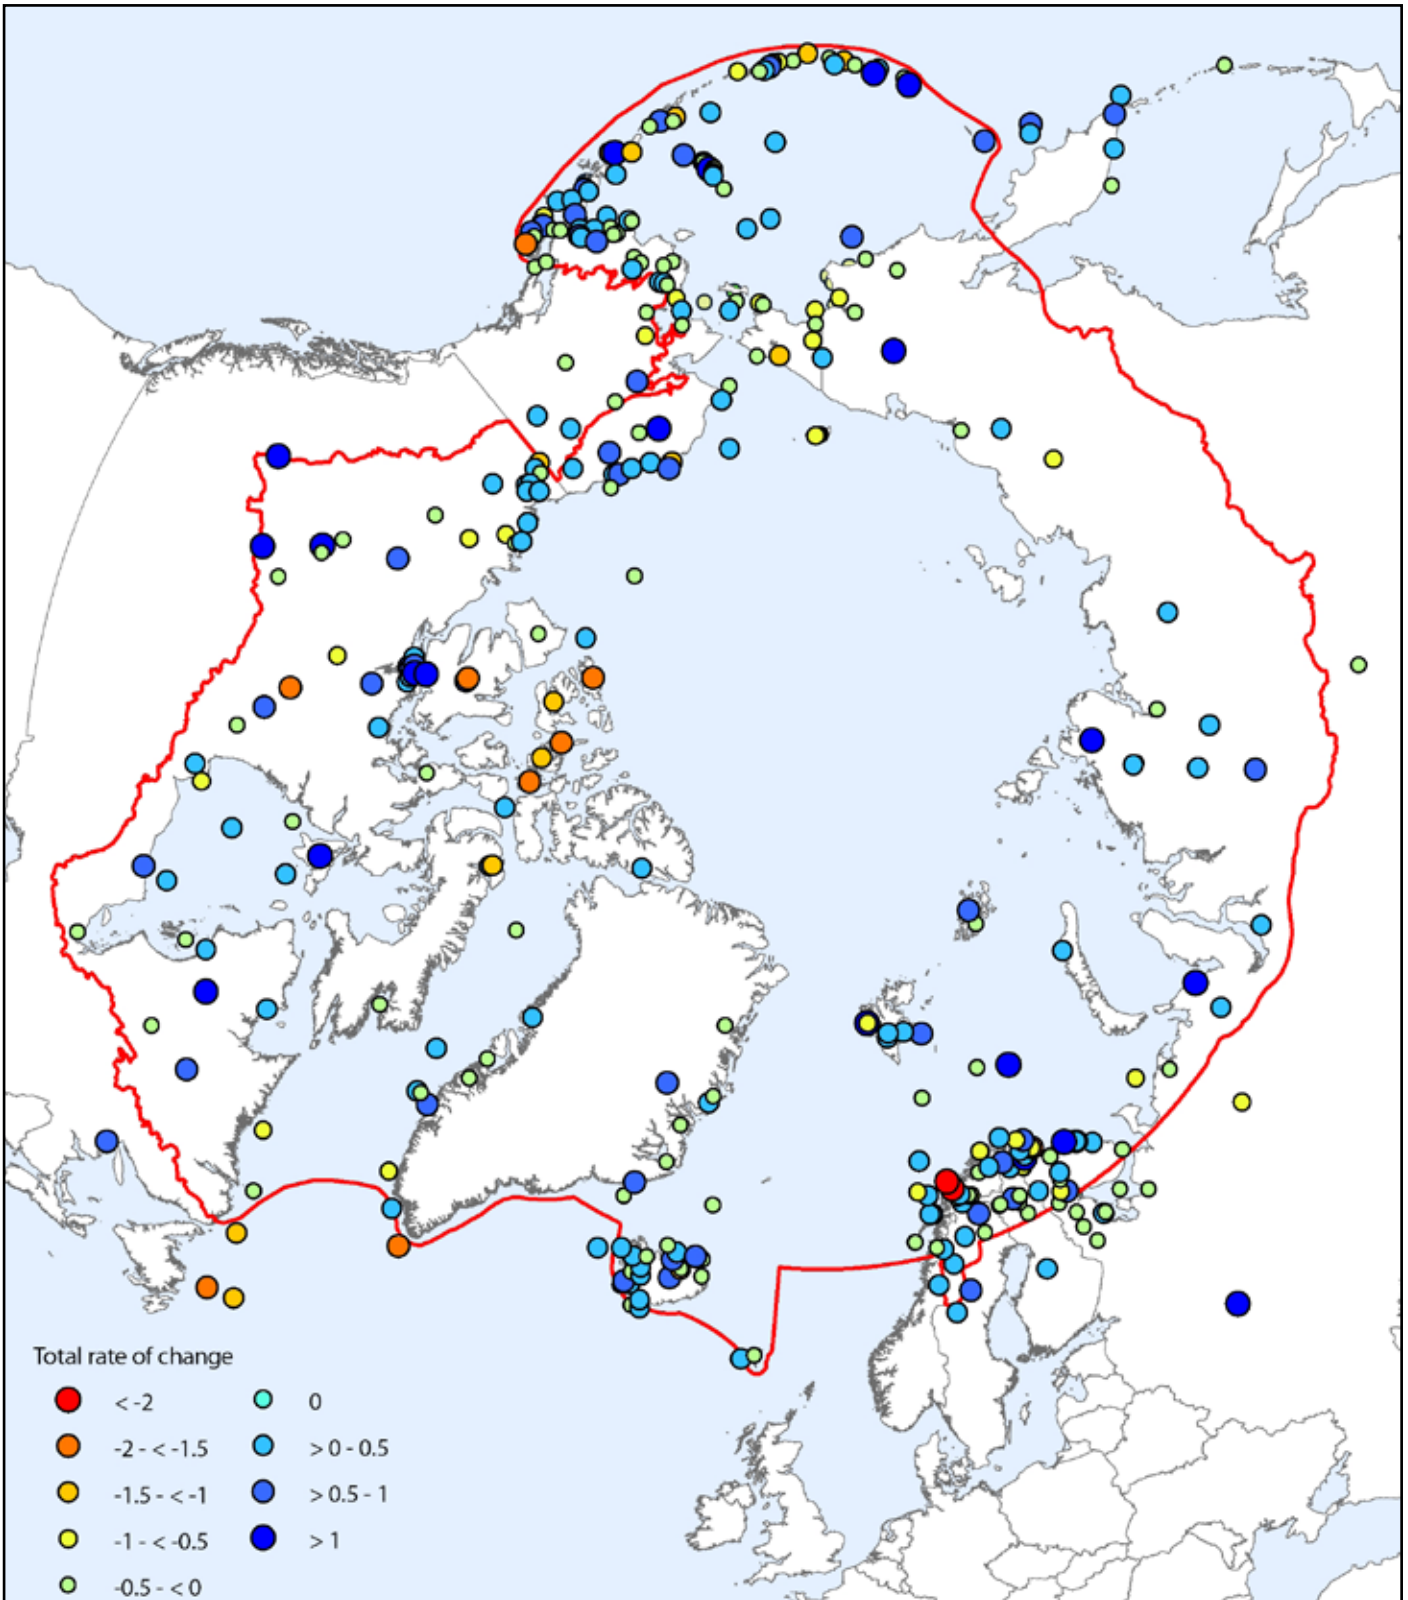 Total rate of change
< -2
-2 - < -1.5
-1.5 - < -1
-1 - < -0.5
-0.5 - < 0
0
> 0 - 0.5
> 0.5 - 1
> 1